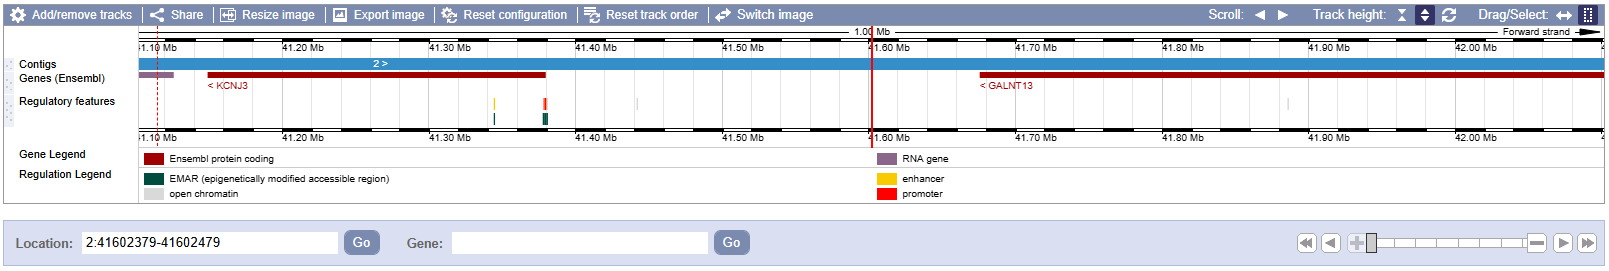 Add/remove tracks Share Resize image Export image Reset configuration Reset track order Switch image Scroll: Track height: Drag/Select:
1.00 Mb Forward strand
41.10 Mb 41.20 Mb 41.30 Mb 41.40 Mb 41.50 Mb 41.60 Mb 41.70 Mb 41.80 Mb 41.90 Mb 42.00 Mb
Contigs 2 >
Genes (Ensembl)
< KCNJ3 < GALNT13
Regulatory features
41.10 Mb 41.20 Mb 41.30 Mb 41.40 Mb 41.50 Mb 41.60 Mb 41.70 Mb 41.80 Mb 41.90 Mb 42.00 Mb
Gene Legend Ensembl protein coding RNA gene
Regulation Legend EMAR (epigenetically modified accessible region) enhancer
open chromatin promoter
Location: 2:41602379-41602479 Go Gene: Go